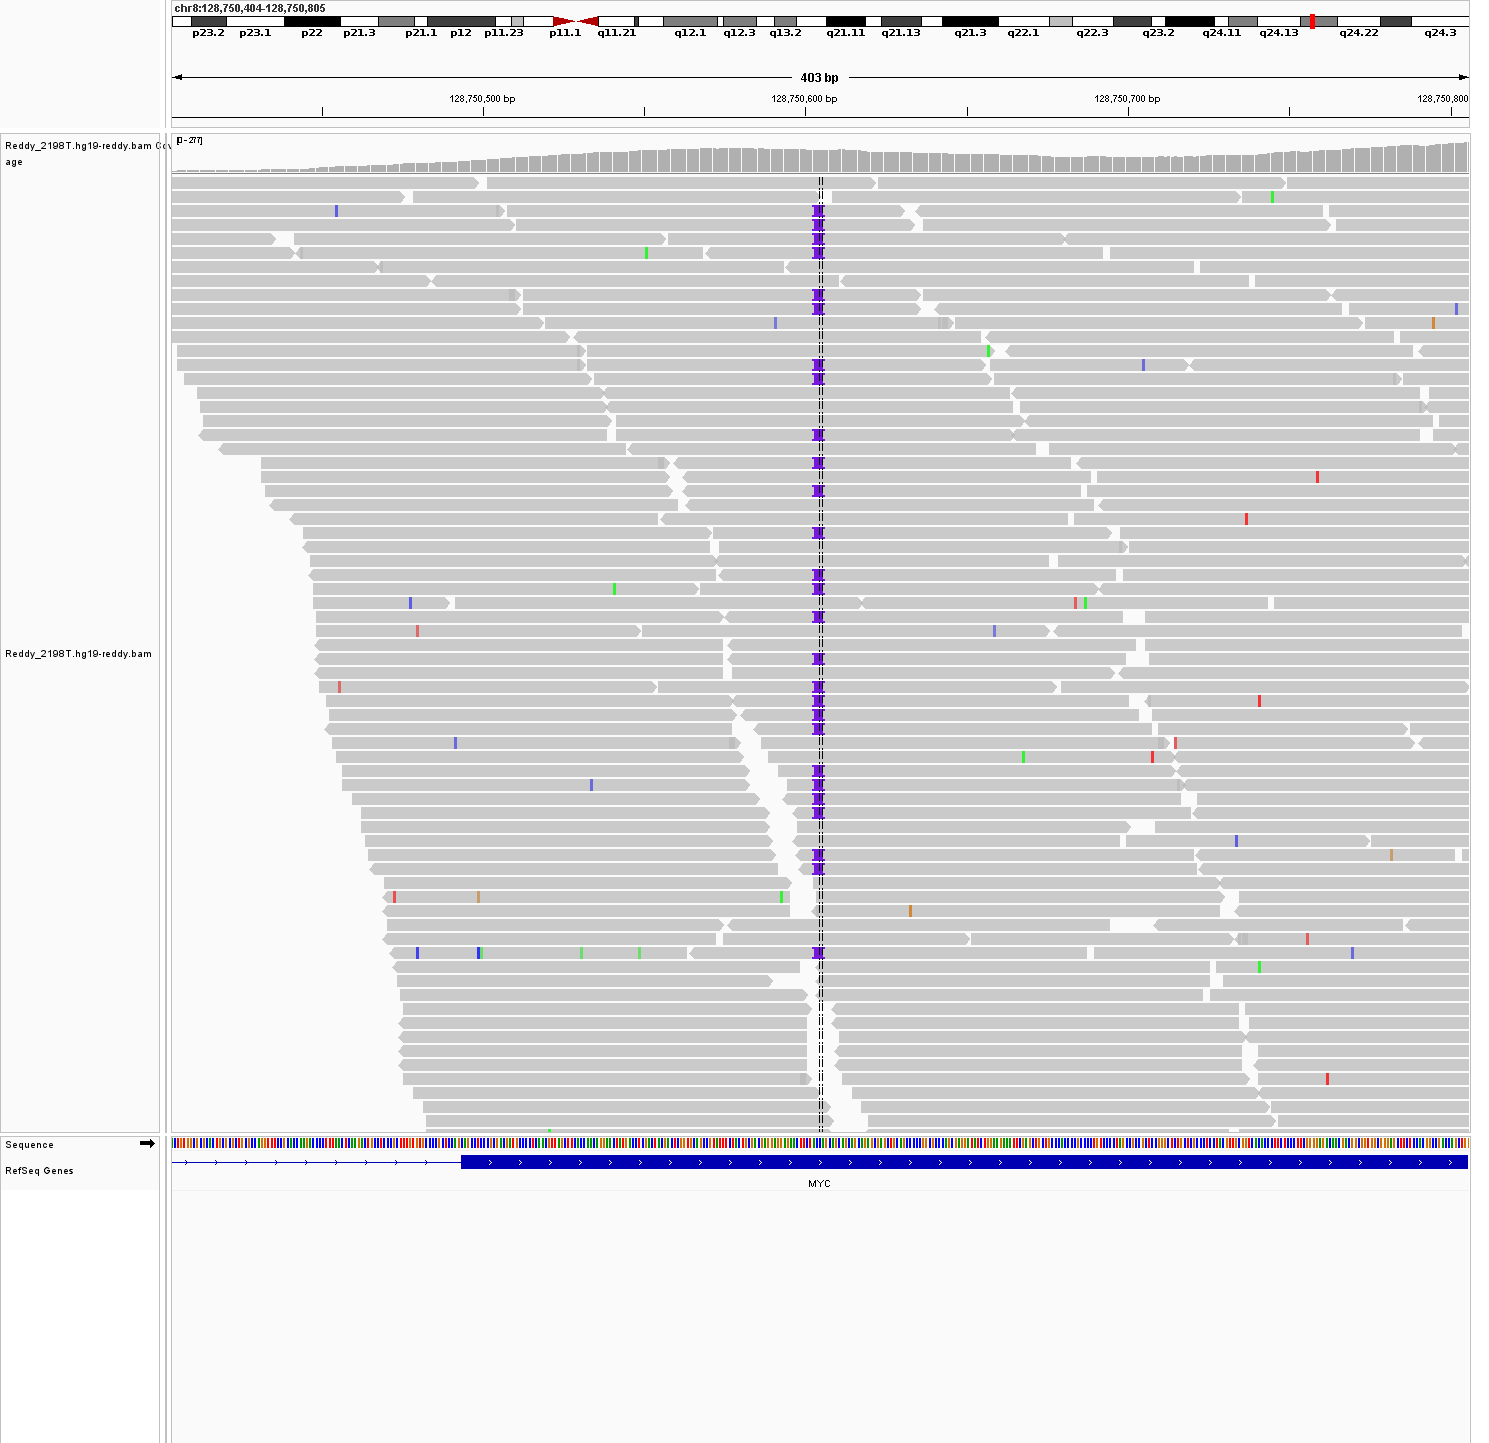 chr8:128,750,404-128,750,805
p23.2 p23.1 p22 p21.3 p21.1 p12 p11.23 p11.1 q11.21 q12.1 q12.3 q13.2 q21.11 q21.13 q21.3 q22.1 q22.3 q23.2 q24.11 q24.13 q24.22 q24.3
403 bp
128,750,500 bp 128,750,600 bp 128,750,700 bp 128,750,800
[0 - 277]
Reddy_2198T.hg19-reddy.bam Cov
age
Reddy_2198T.hg19-reddy.bam
Sequence
RefSeq Genes
MYC